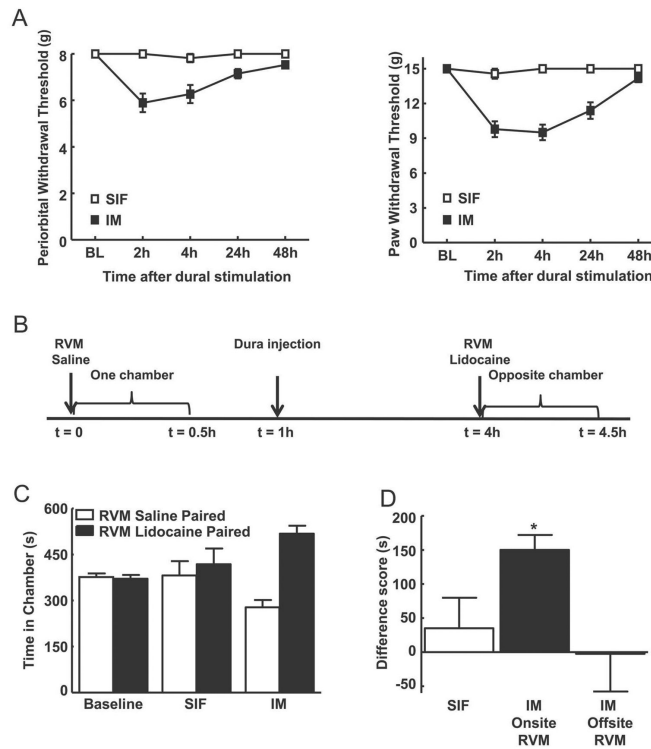 A
Periorbital Withdrawal Threshold (g)
8
6
4
2
0
SIF
IM
BL 2h 4h 24h 48h
Time after dural stimulation
Paw Withdrawal Threshold (g)
15
12
9
6
3
0
SIF
IM
BL 2h 4h 24h 48h
Time after dural stimulation
B
RVM
Saline
One chamber
Dura injection
RVM
Lidocaine
Opposite chamber
t = 0 t = 0.5h t = 1h t = 4h t = 4.5h
C
Time in Chamber (s)
600
450
300
150
0
RVM Saline Paired
RVM Lidocaine Paired
Baseline SIF IM
D
Difference score (s)
200
150
100
50
0
-50
*
SIF
IM
Onsite
RVM
IM
Offsite
RVM